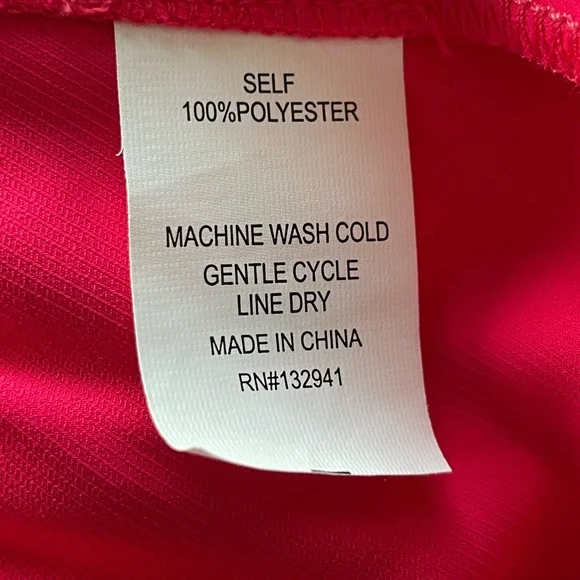 SELF
100%POLYESTER
MACHINE WASH COLD
GENTLE CYCLE
LINE DRY
MADE IN CHINA
RN#132941